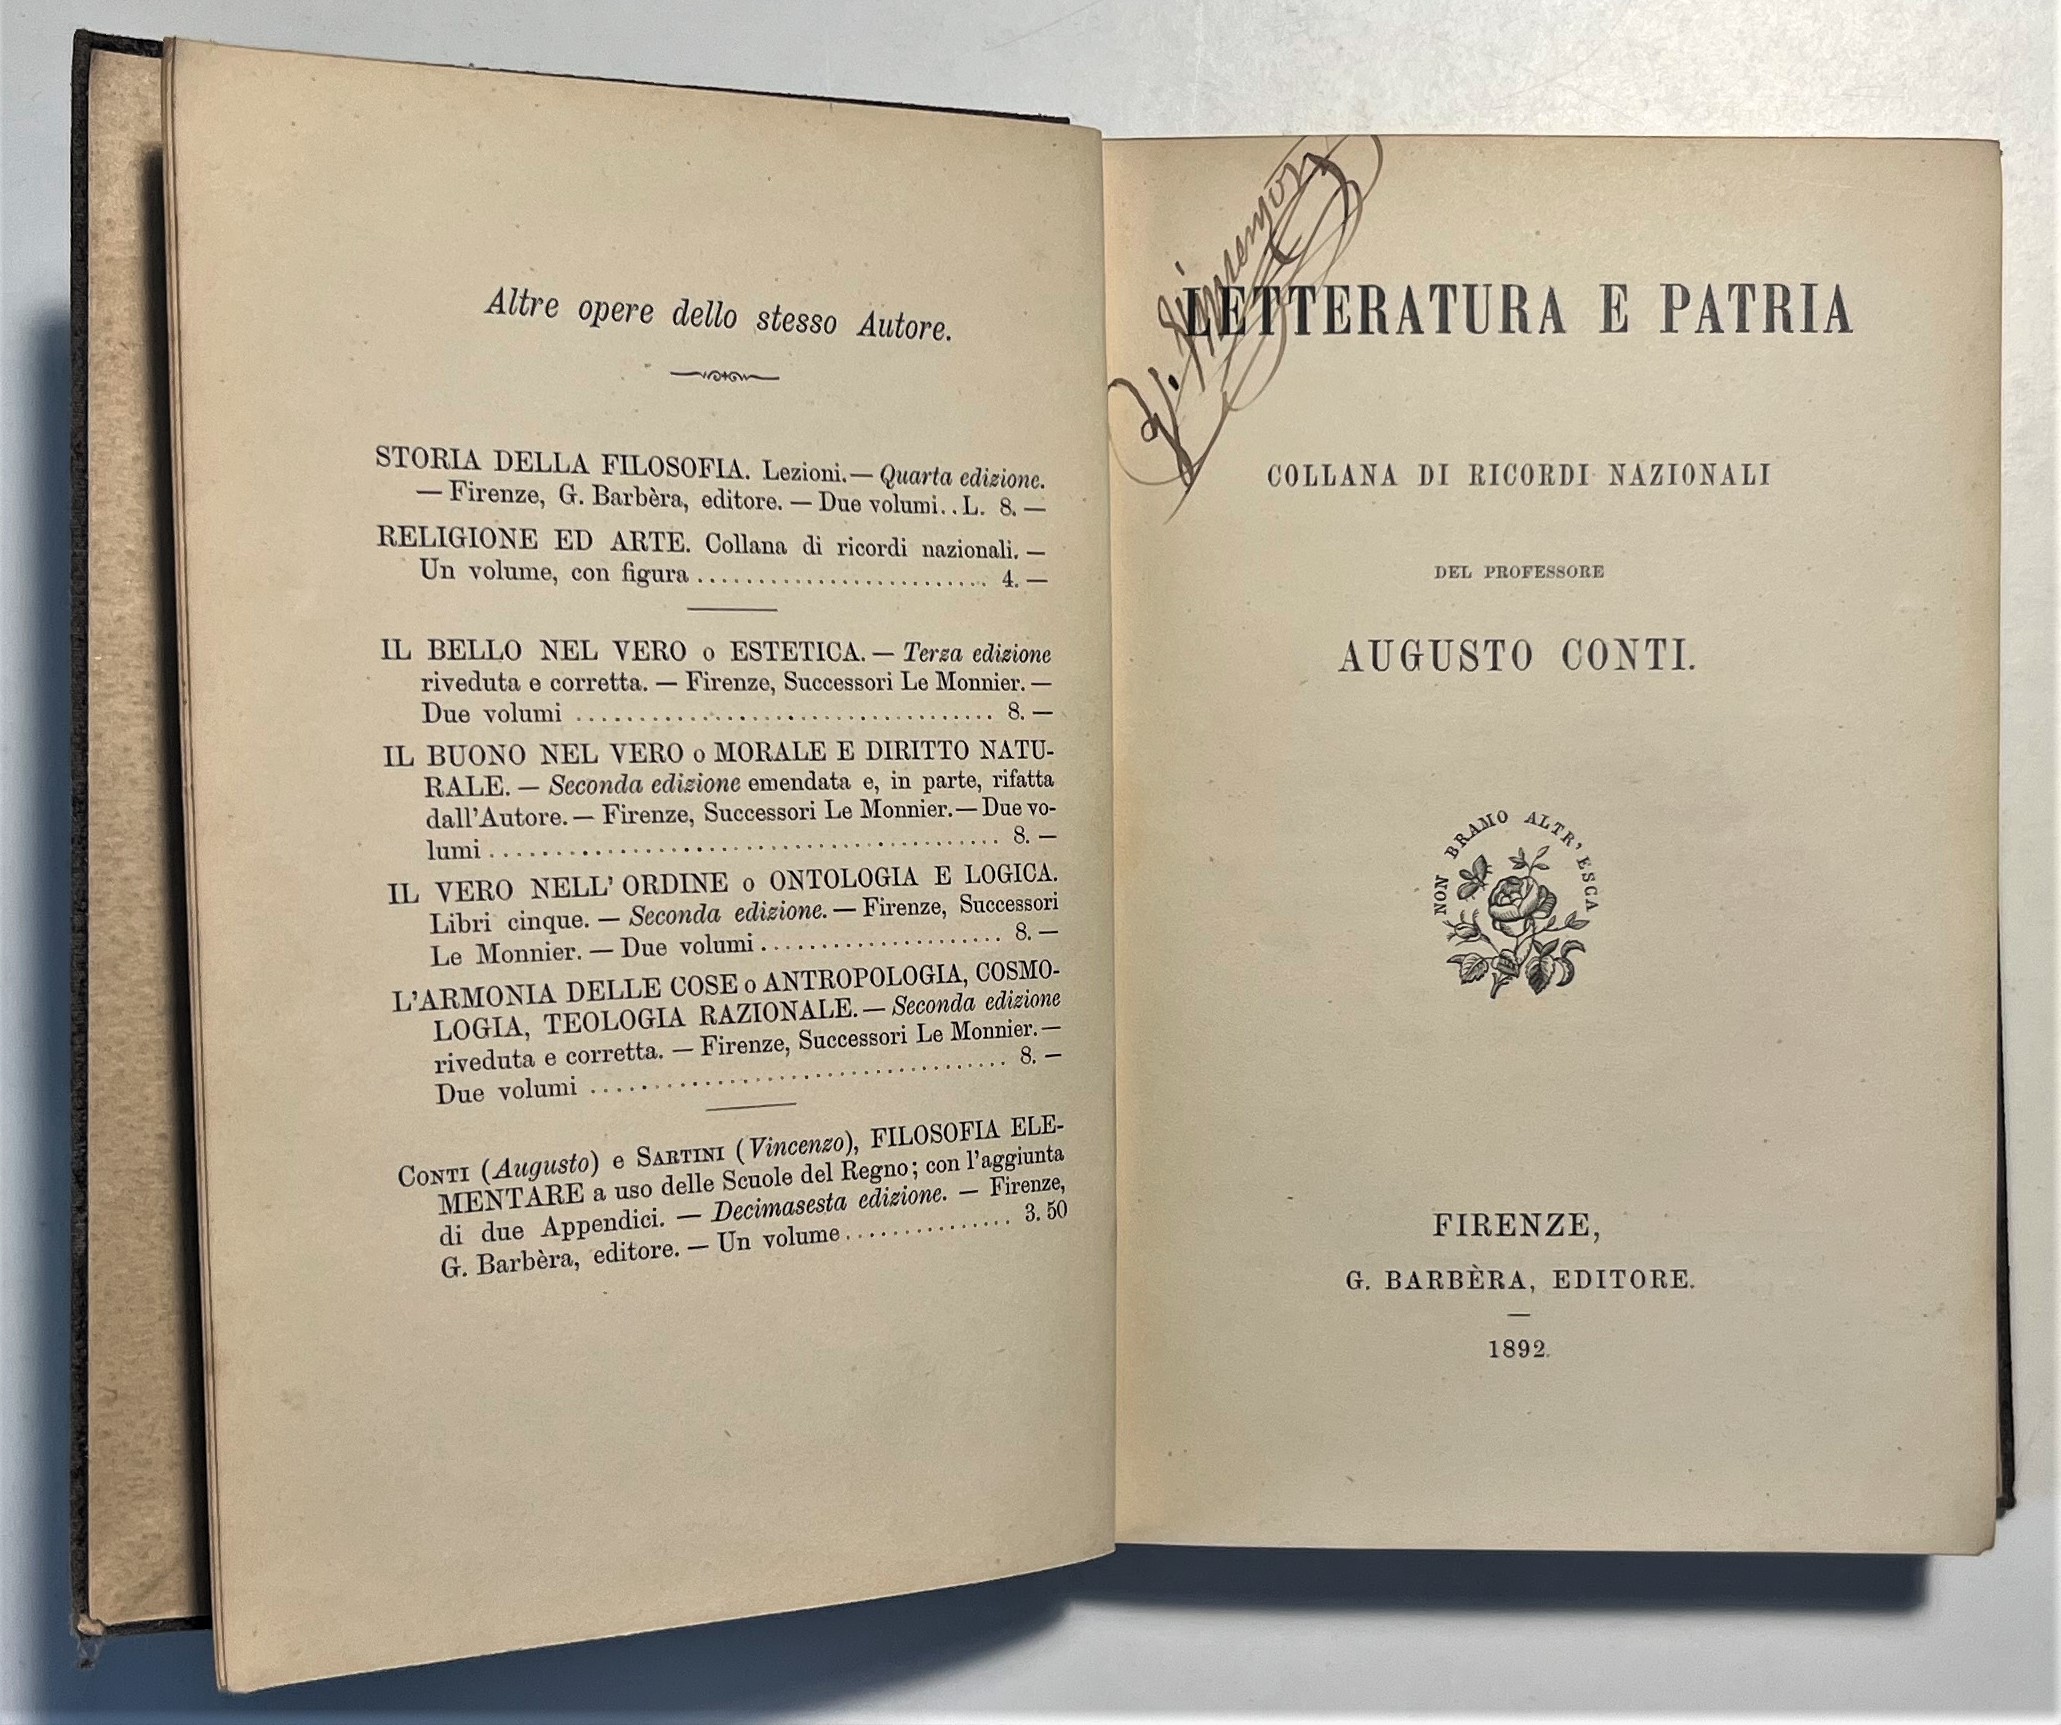 Altre opere dello stesso Autore.
STORIA DELLA FILOSOFIA. Lezioni. — Quarta edizione.
— Firenze, G. Barbèra, editore. — Due volumi. . L. 8. —
RELIGIONE ED ARTE. Collana di ricordi nazionali. —
Un volume, con figura ......................... 4. —
IL BELLO NEL VERO o ESTETICA. — Terza edizione
riveduta e corretta. — Firenze, Successori Le Monnier. —
Due volumi ................................... 8. —
IL BUONO NEL VERO o MORALE E DIRITTO NATU-
RALE. — Seconda edizione emendata e, in parte, rifatta
dall'Autore. — Firenze, Successori Le Monnier. — Due vo-
lumi .......................................... 8. —
IL VERO NELL' ORDINE o ONTOLOGIA E LOGICA.
Libri cinque. — Seconda edizione. — Firenze, Successori
Le Monnier. — Due volumi ..................... 8. —
L'ARMONIA DELLE COSE o ANTROPOLOGIA, COSMO-
LOGIA, TEOLOGIA RAZIONALE. — Seconda edizione
riveduta e corretta. — Firenze, Successori Le Monnier. —
Due volumi ................................... 8. —
CONTI (Augusto) e SARTINI (Vincenzo), FILOSOFIA ELE-
MENTARE a uso delle Scuole del Regno; con l'aggiunta
di due Appendici. — Decimasesta edizione. — Firenze,
G. Barbèra, editore. — Un volume .............. 3. 50
LETTERATURA E PATRIA
COLLANA DI RICORDI NAZIONALI
DEL PROFESSORE
AUGUSTO CONTI.
NON BRAMO ALTR' ESCA
FIRENZE,
G. BARBÈRA, EDITORE.
1892.